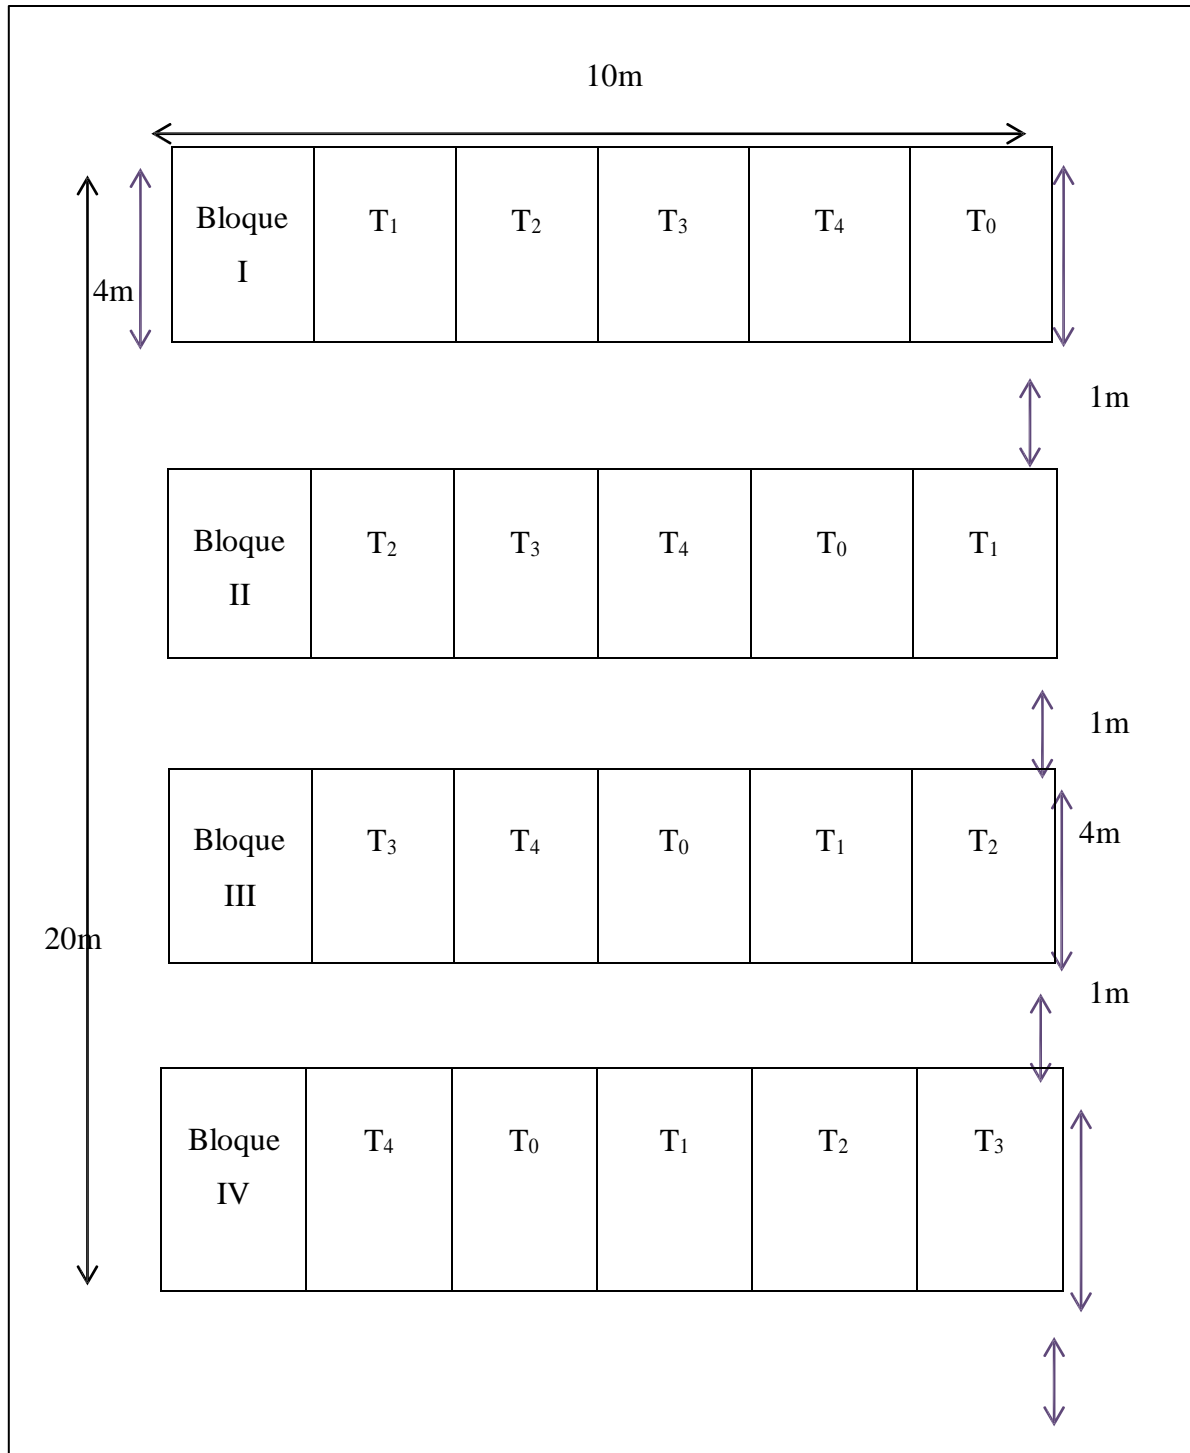 10m
Bloque I T₁ T₂ T₃ T₄ T₀
4m
1m
Bloque II T₂ T₃ T₄ T₀ T₁
1m
Bloque III T₃ T₄ T₀ T₁ T₂
4m
20m
1m
Bloque IV T₄ T₀ T₁ T₂ T₃